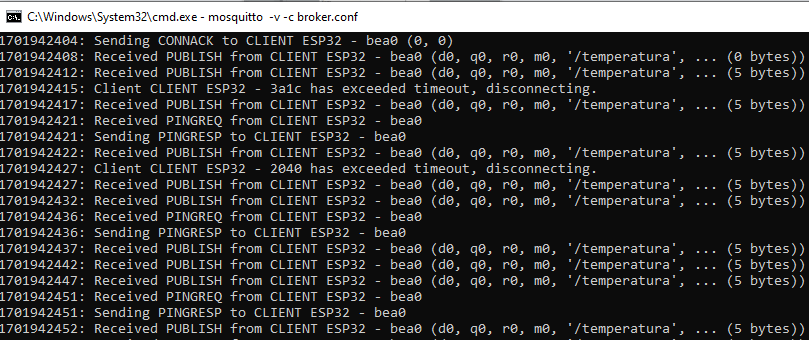 C:\Windows\System32\cmd.exe - mosquitto -v -c broker.conf
1701942404: Sending CONNACK to CLIENT ESP32 - bea0 (0, 0)
1701942408: Received PUBLISH from CLIENT ESP32 - bea0 (d0, q0, r0, m0, '/temperatura', ... (0 bytes))
1701942412: Received PUBLISH from CLIENT ESP32 - bea0 (d0, q0, r0, m0, '/temperatura', ... (5 bytes))
1701942415: Client CLIENT ESP32 - 3a1c has exceeded timeout, disconnecting.
1701942417: Received PUBLISH from CLIENT ESP32 - bea0 (d0, q0, r0, m0, '/temperatura', ... (5 bytes))
1701942421: Received PINGREQ from CLIENT ESP32 - bea0
1701942421: Sending PINGRESP to CLIENT ESP32 - bea0
1701942422: Received PUBLISH from CLIENT ESP32 - bea0 (d0, q0, r0, m0, '/temperatura', ... (5 bytes))
1701942427: Client CLIENT ESP32 - 2040 has exceeded timeout, disconnecting.
1701942427: Received PUBLISH from CLIENT ESP32 - bea0 (d0, q0, r0, m0, '/temperatura', ... (5 bytes))
1701942432: Received PUBLISH from CLIENT ESP32 - bea0 (d0, q0, r0, m0, '/temperatura', ... (5 bytes))
1701942436: Received PINGREQ from CLIENT ESP32 - bea0
1701942436: Sending PINGRESP to CLIENT ESP32 - bea0
1701942437: Received PUBLISH from CLIENT ESP32 - bea0 (d0, q0, r0, m0, '/temperatura', ... (5 bytes))
1701942442: Received PUBLISH from CLIENT ESP32 - bea0 (d0, q0, r0, m0, '/temperatura', ... (5 bytes))
1701942447: Received PUBLISH from CLIENT ESP32 - bea0 (d0, q0, r0, m0, '/temperatura', ... (5 bytes))
1701942451: Received PINGREQ from CLIENT ESP32 - bea0
1701942451: Sending PINGRESP to CLIENT ESP32 - bea0
1701942452: Received PUBLISH from CLIENT ESP32 - bea0 (d0, q0, r0, m0, '/temperatura', ... (5 bytes))